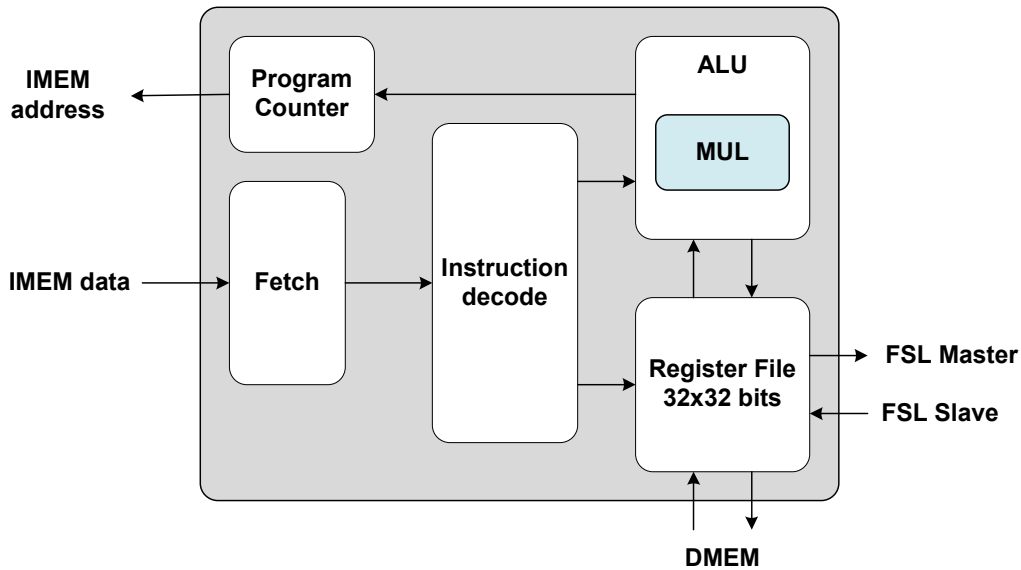 IMEM
address
Program
Counter
ALU
MUL
IMEM data
Fetch
Instruction
decode
Register File
32x32 bits
FSL Master
FSL Slave
DMEM